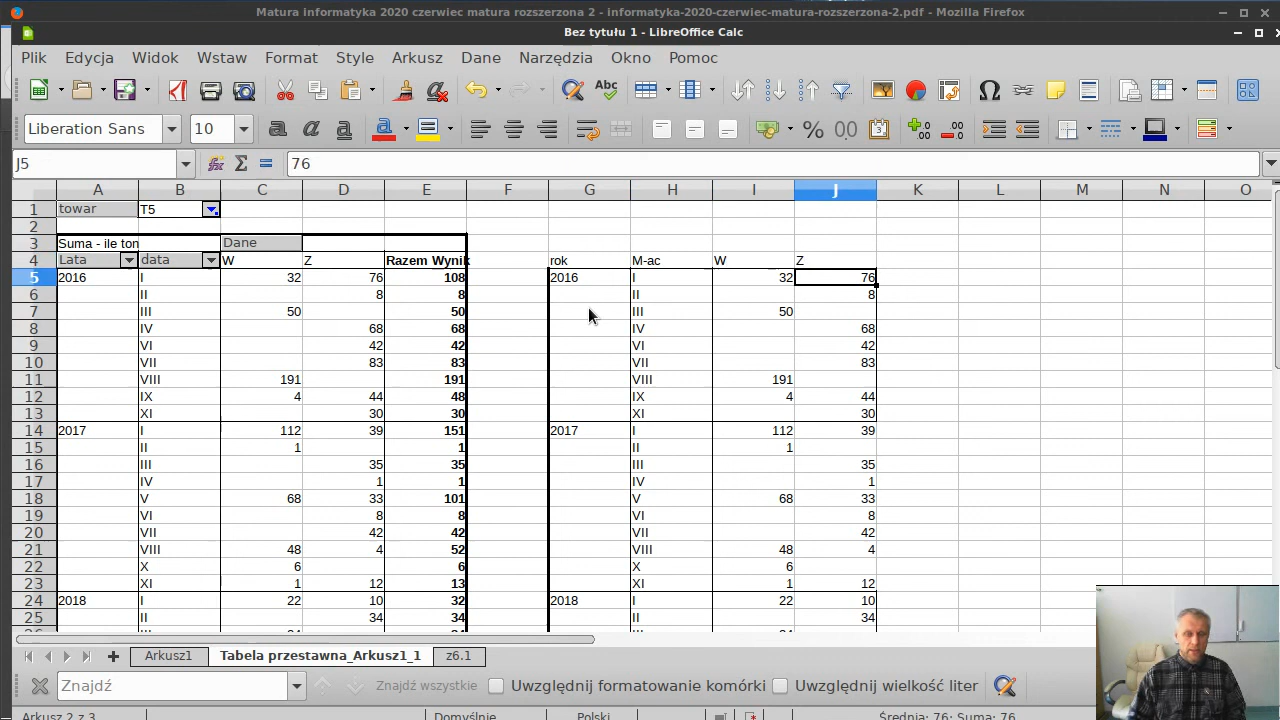 Matura informatyka 2020 czerwiec matura rozszerzona 2 - informatyka-2020-czerwiec-matura-rozszerzona-2.pdf - Mozilla Firefox
Bez tytułu 1 - LibreOffice Calc
Plik Edycja Widok Wstaw Format Style Arkusz Dane Narzędzia Okno Pomoc
Liberation Sans 10
J5 76
A B C D E F G H I J K L M N O
1 towar T5
2
3 Suma - ile ton Dane
4 Lata data W Z Razem Wynik rok M-ac W Z
5 2016 I 32 76 108 2016 I 32 76
6 II 8 8 II 8
7 III 50 50 III 50
8 IV 68 68 IV 68
9 VI 42 42 VI 42
10 VII 83 83 VII 83
11 VIII 191 191 VIII 191
12 IX 4 44 48 IX 4 44
13 XI 30 30 XI 30
14 2017 I 112 39 151 2017 I 112 39
15 II 1 1 II 1
16 III 35 35 III 35
17 IV 1 1 IV 1
18 V 68 33 101 V 68 33
19 VI 8 8 VI 8
20 VII 42 42 VII 42
21 VIII 48 4 52 VIII 48 4
22 X 6 6 X 6
23 XI 1 12 13 XI 1 12
24 2018 I 22 10 32 2018 I 22 10
25 II 34 34 II 34
Arkusz1 Tabela przestawna_Arkusz1_1 z6.1
Znajdź Znajdź wszystkie Uwzględnij formatowanie komórki Uwzględnij wielkość liter
Arkusz 2 z 3 Domyślnie Polski Średnia: 76; Suma: 76